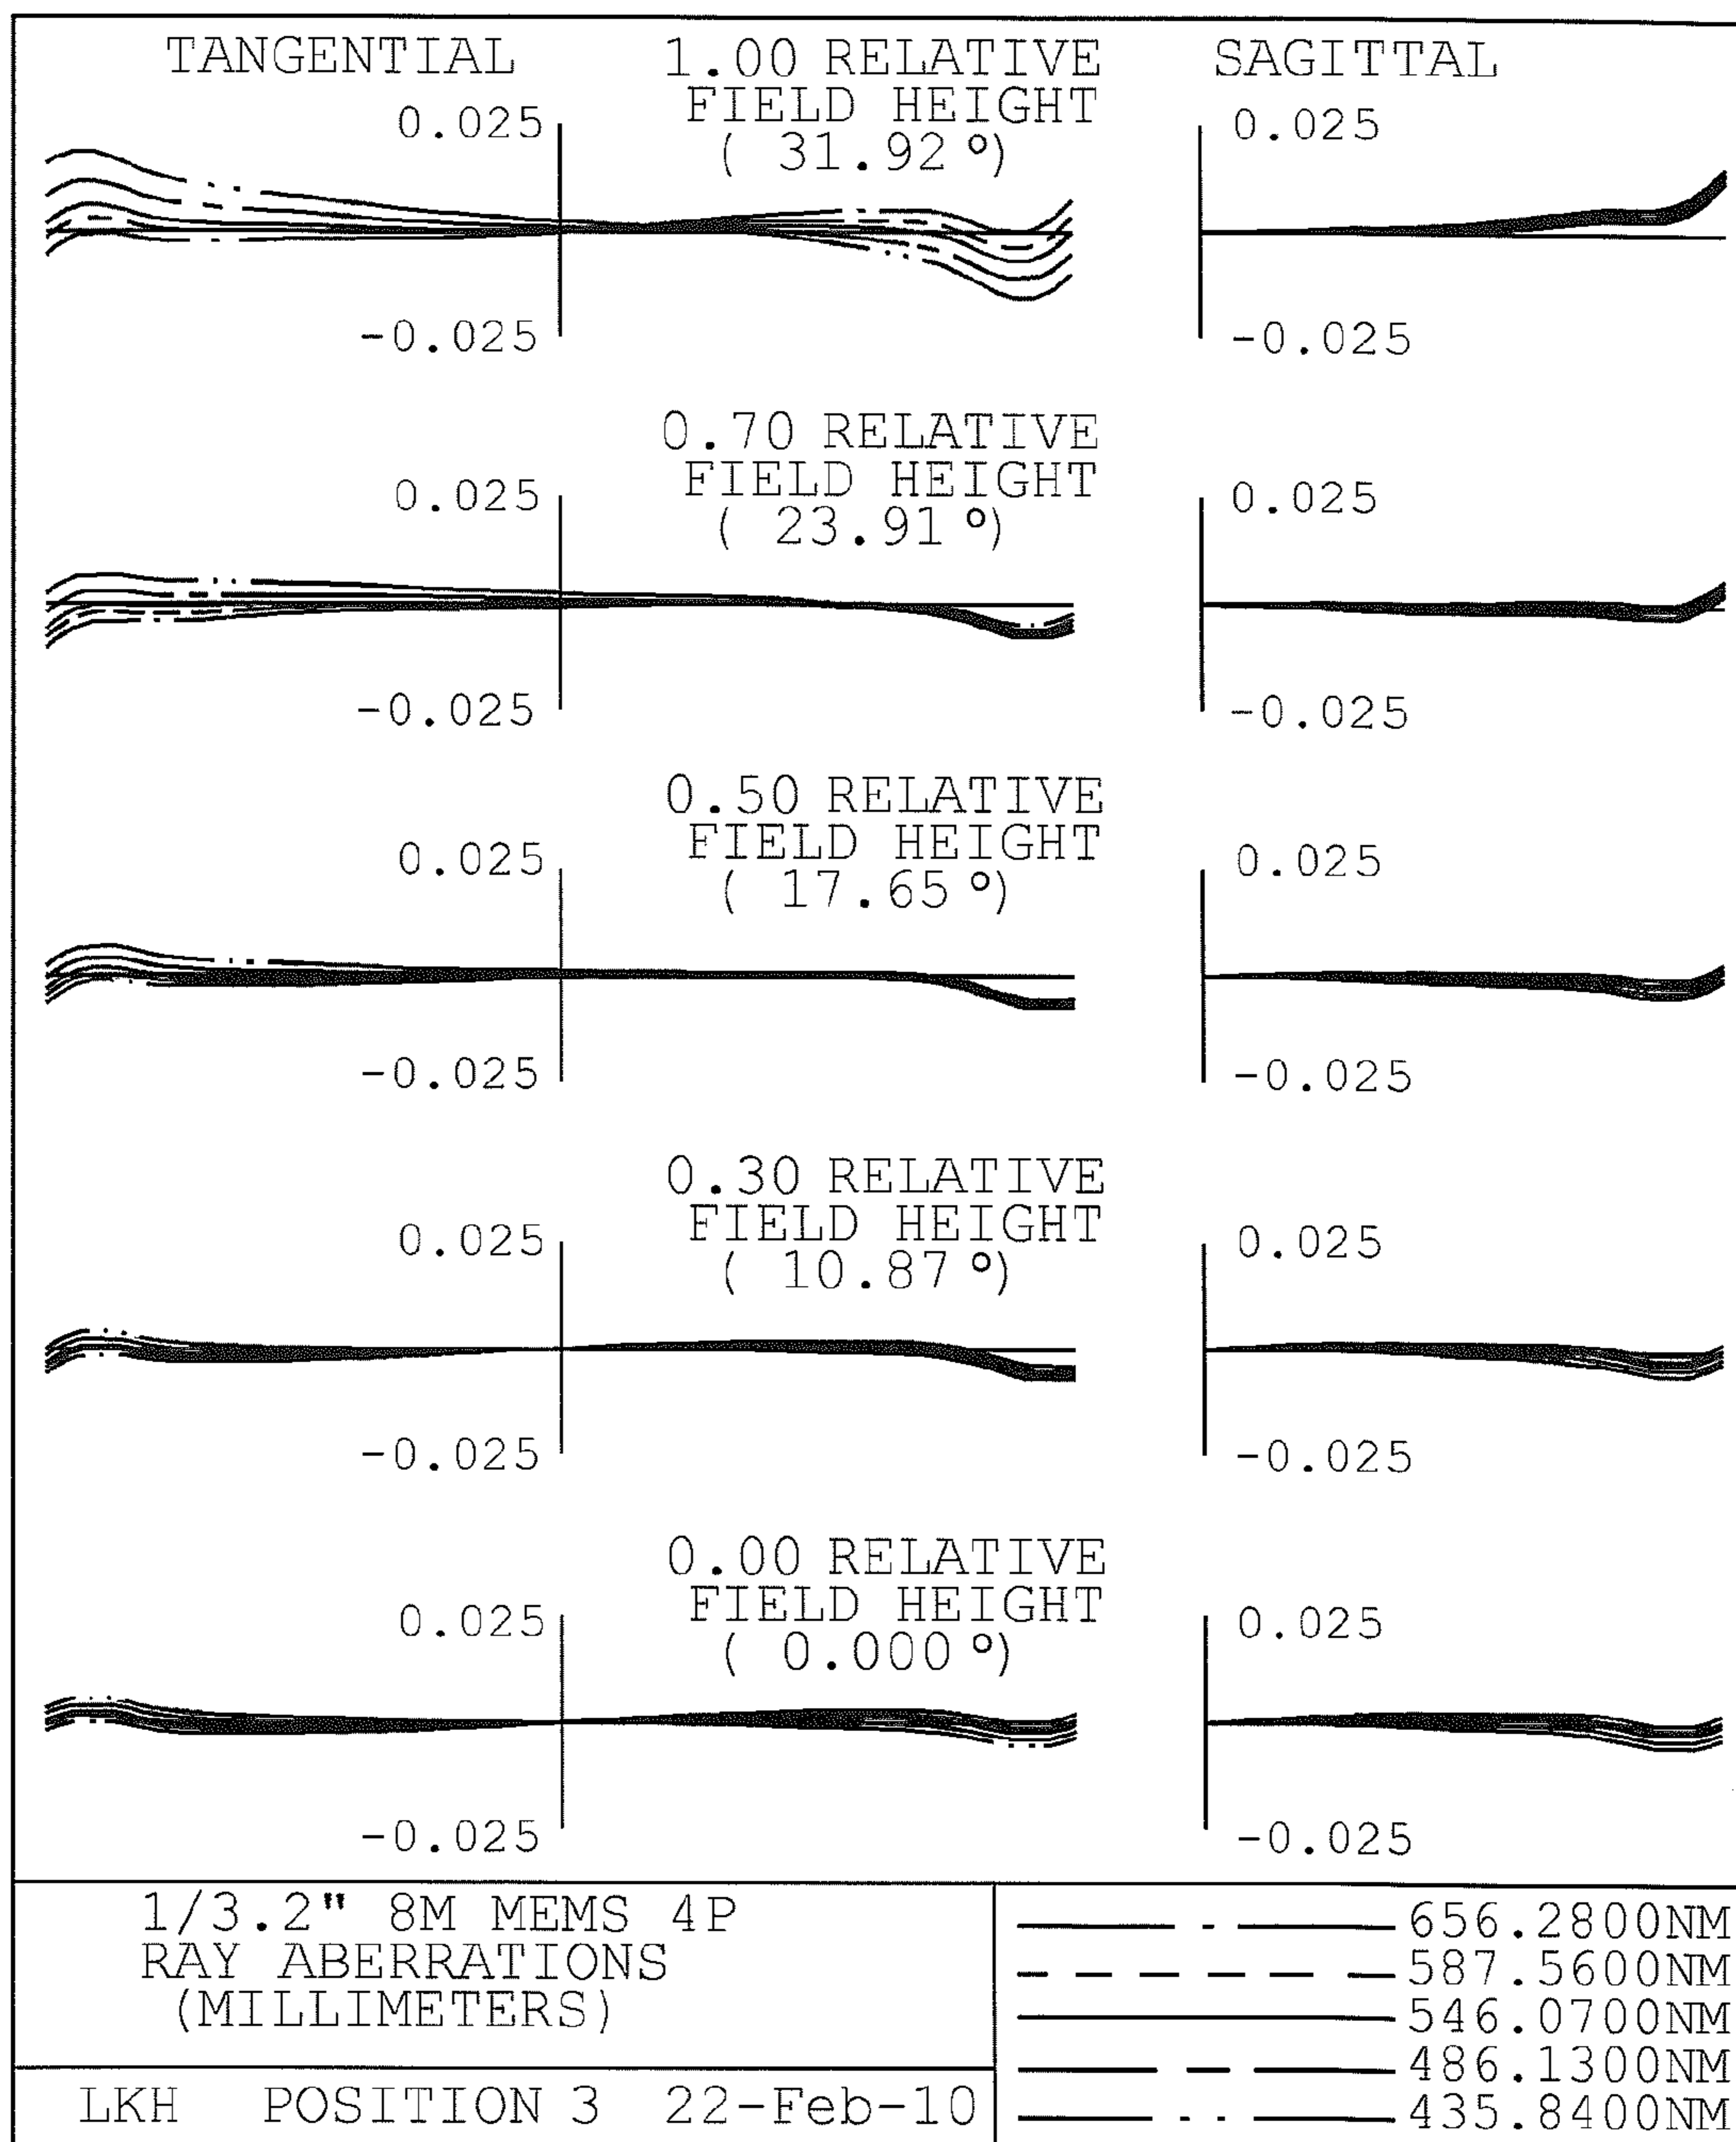 TANGENTIAL
1.00 RELATIVE
FIELD HEIGHT
( 31.92 °)
SAGITTAL
0.025
-0.025
0.025
-0.025
0.70 RELATIVE
FIELD HEIGHT
( 23.91 °)
0.025
-0.025
0.025
-0.025
0.50 RELATIVE
FIELD HEIGHT
( 17.65 °)
0.025
-0.025
0.025
-0.025
0.30 RELATIVE
FIELD HEIGHT
( 10.87 °)
0.025
-0.025
0.025
-0.025
0.00 RELATIVE
FIELD HEIGHT
( 0.000 °)
0.025
-0.025
0.025
-0.025
1/3.2" 8M MEMS 4P
RAY ABERRATIONS
(MILLIMETERS)
LKH POSITION 3 22-Feb-10
656.2800NM
587.5600NM
546.0700NM
486.1300NM
435.8400NM